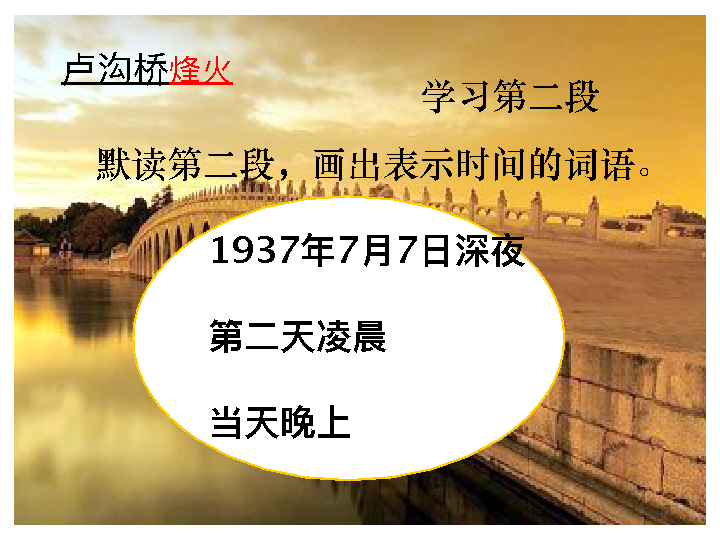 卢沟桥烽火
学习第二段
默读第二段，画出表示时间的词语。
1937年7月7日深夜
第二天凌晨
当天晚上